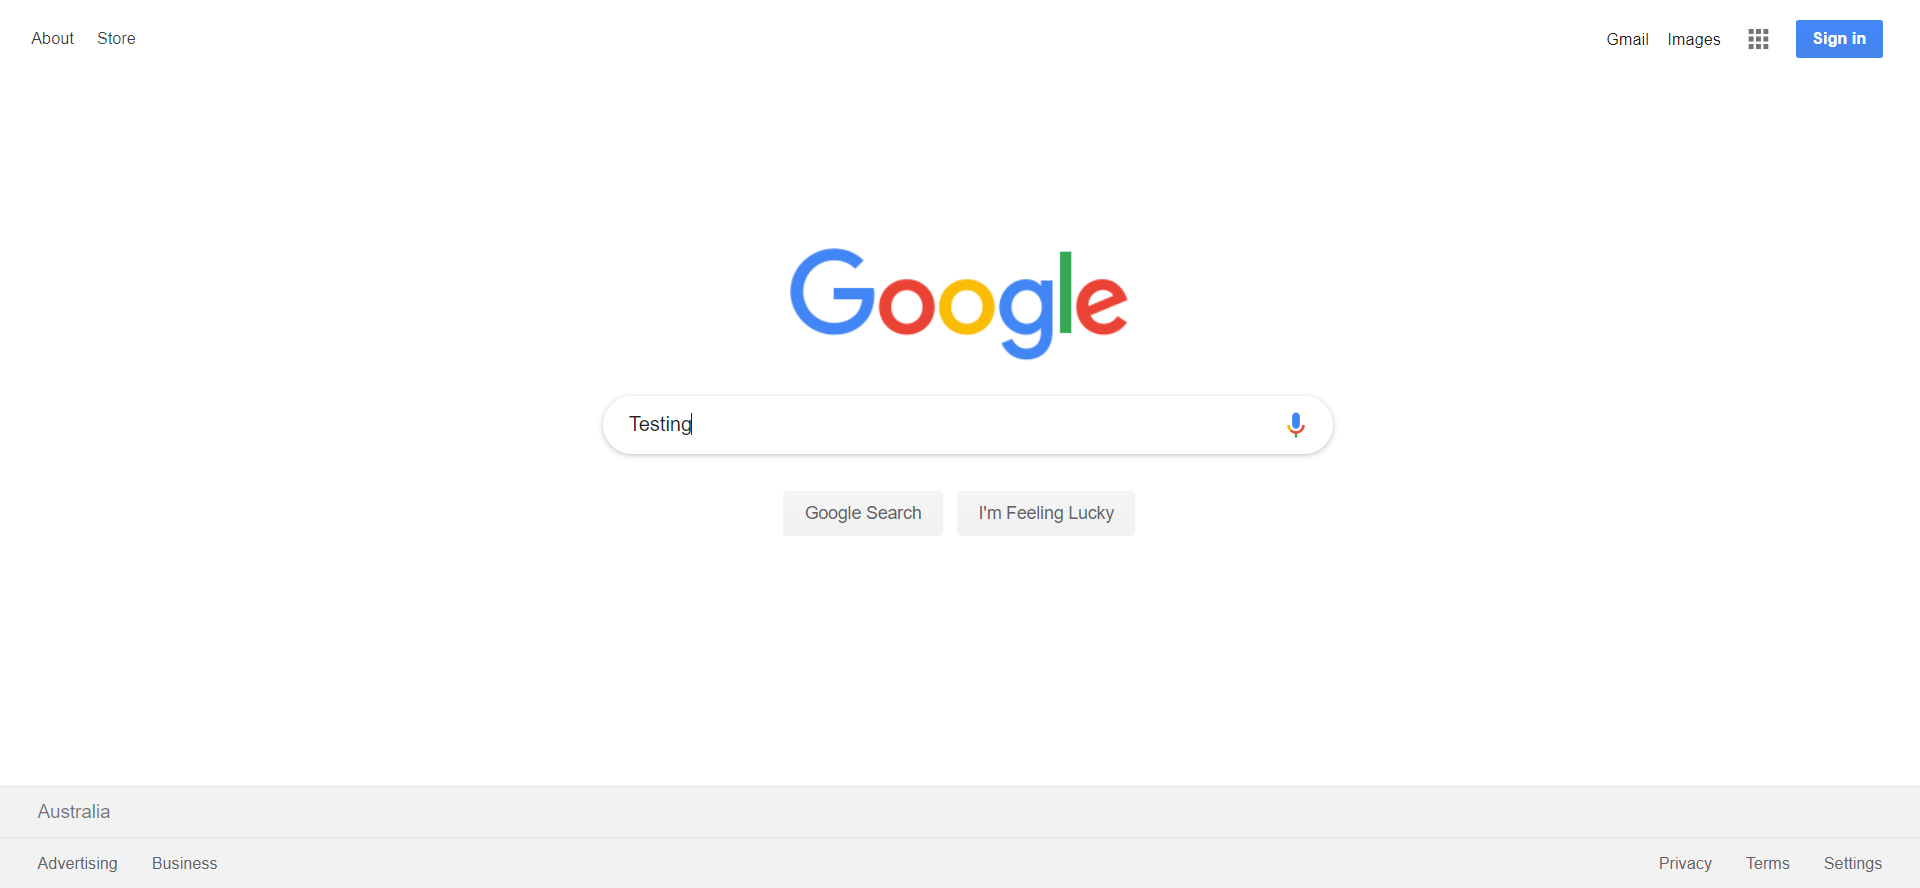 About Store
Gmail Images Sign in
Google
Testing
Google Search I'm Feeling Lucky
Australia
Advertising Business
Privacy Terms Settings